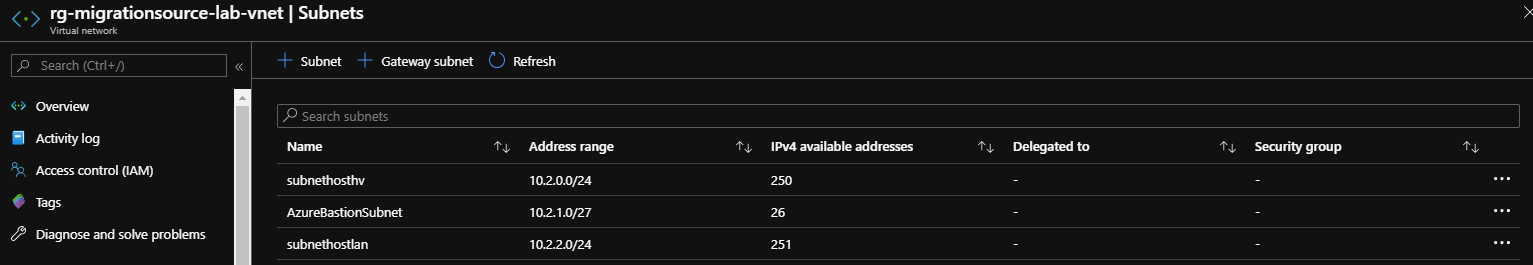 rg-migrationsource-lab-vnet | Subnets
Virtual network
Search (Ctrl+/)
«
Subnet
Gateway subnet
Refresh
Overview
Activity log
Access control (IAM)
Tags
Diagnose and solve problems
Search subnets
Name Address range IPv4 available addresses Delegated to Security group
subnethosthv 10.2.0.0/24 250 - -
AzureBastionSubnet 10.2.1.0/27 26 - -
subnethostlan 10.2.2.0/24 251 - -